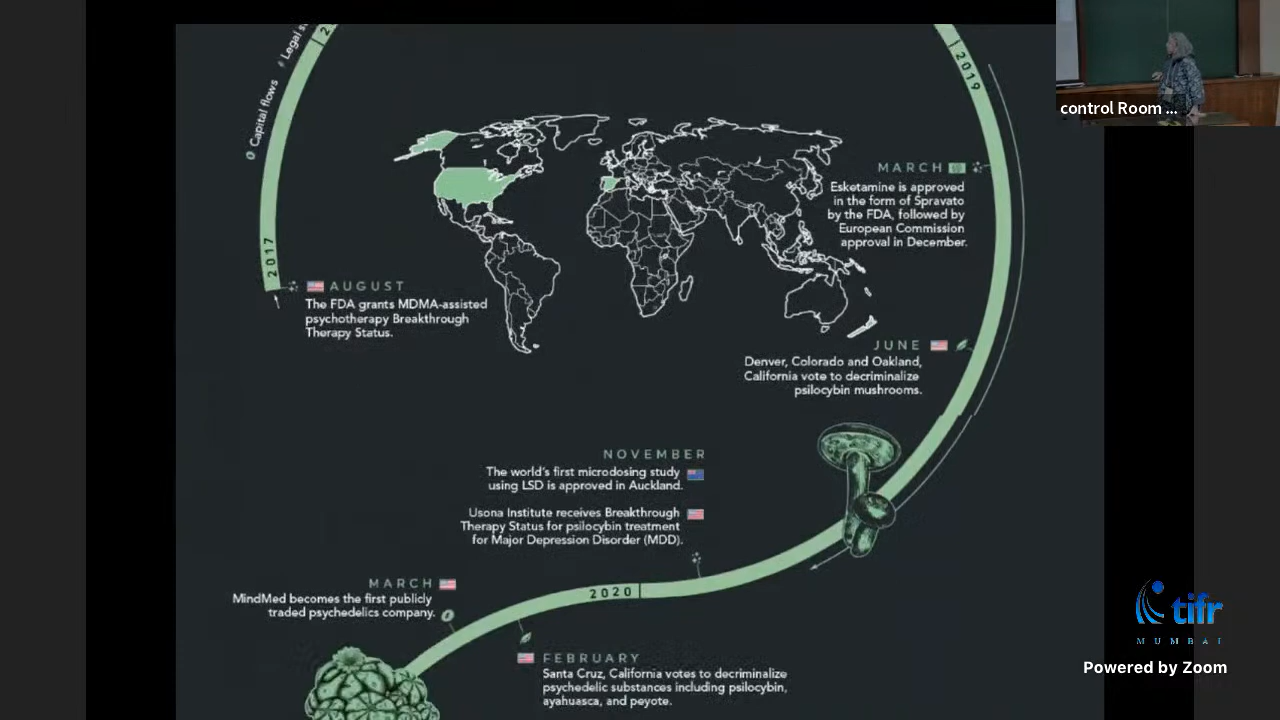 Legal s
Capital flows
2017
2019
control Room ...
MARCH
Esketamine is approved
in the form of Spravato
by the FDA, followed by
European Commission
approval in December.
AUGUST
The FDA grants MDMA-assisted
psychotherapy Breakthrough
Therapy Status.
JUNE
Denver, Colorado and Oakland,
California vote to decriminalize
psilocybin mushrooms.
NOVEMBER
The world's first microdosing study
using LSD is approved in Auckland.
Usona Institute receives Breakthrough
Therapy Status for psilocybin treatment
for Major Depression Disorder (MDD).
2020
MARCH
MindMed becomes the first publicly
traded psychedelics company.
FEBRUARY
Santa Cruz, California votes to decriminalize
psychedelic substances including psilocybin,
ayahuasca, and peyote.
tifr
MUMBAI
Powered by Zoom